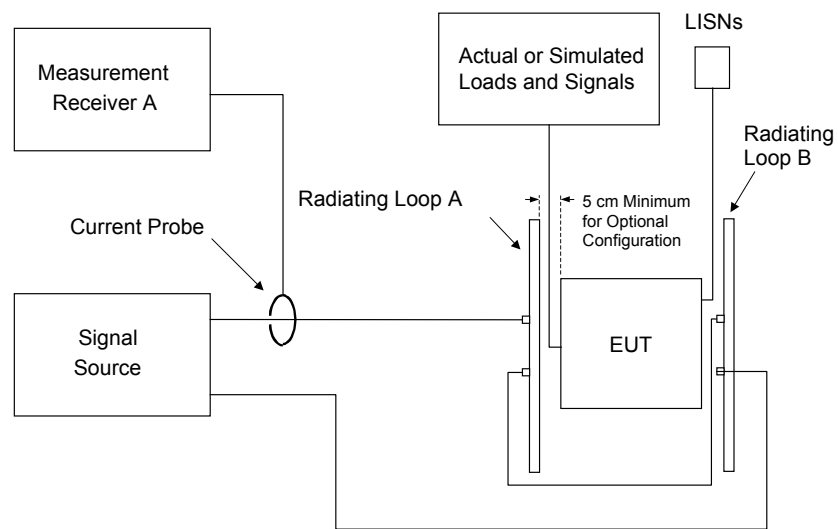 LISNs
Measurement
Receiver A
Actual or Simulated
Loads and Signals
Radiating
Loop B
Radiating Loop A
5 cm Minimum
for Optional
Configuration
Current Probe
Signal
Source
EUT